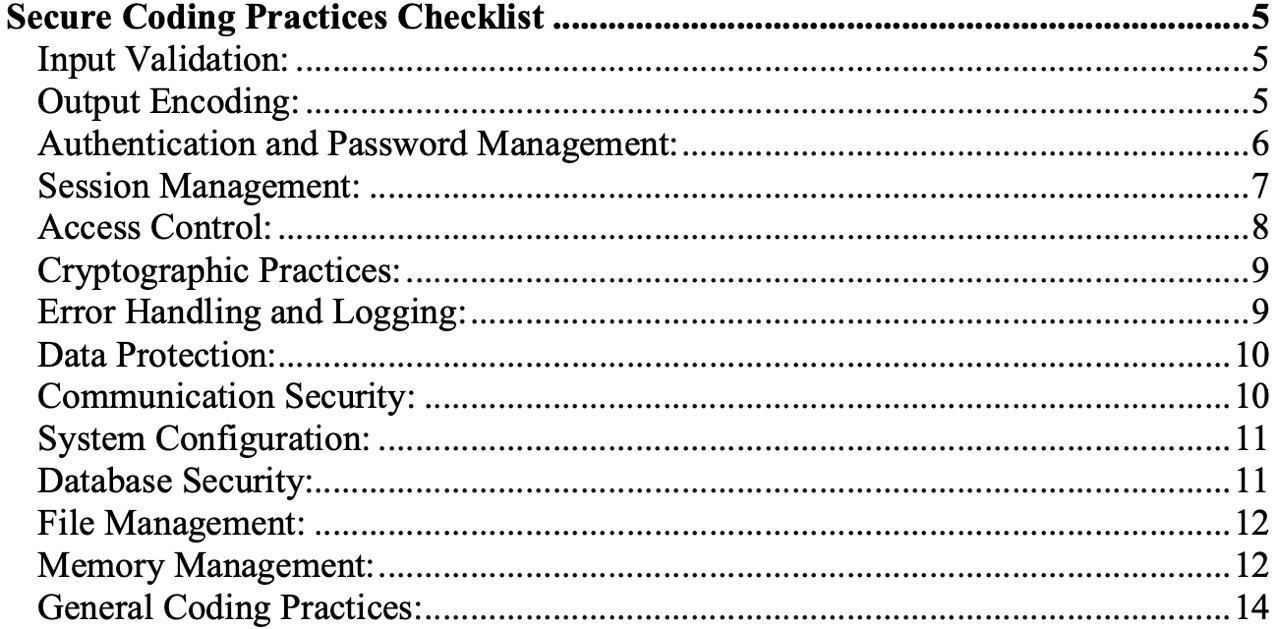 Secure Coding Practices Checklist ........................................................................... 5
Input Validation: ........................................................................................................ 5
Output Encoding: ....................................................................................................... 5
Authentication and Password Management: .............................................................. 6
Session Management: ................................................................................................ 7
Access Control: .......................................................................................................... 8
Cryptographic Practices: ............................................................................................ 9
Error Handling and Logging: ..................................................................................... 9
Data Protection: ........................................................................................................ 10
Communication Security: ......................................................................................... 10
System Configuration: .............................................................................................. 11
Database Security: .................................................................................................... 11
File Management: ..................................................................................................... 12
Memory Management: .............................................................................................. 12
General Coding Practices: ......................................................................................... 14